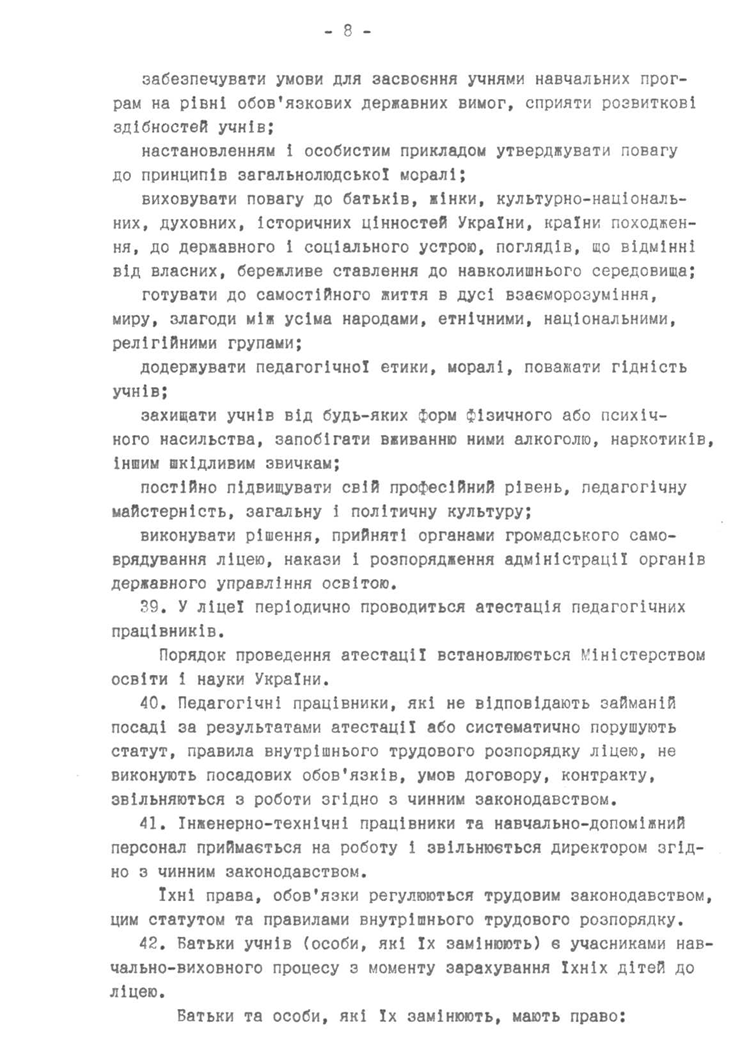 - 8 -
забезпечувати умови для засвоєння учнями навчальних прог-
рам на рівні обов'язкових державних вимог, сприяти розвиткові
здібностей учнів;
настановленням і особистим прикладом утверджувати повагу
до принципів загальнолюдської моралі;
виховувати повагу до батьків, жінки, культурно-національ-
них, духовних, історичних цінностей України, країни походжен-
ня, до державного і соціального устрою, поглядів, що відмінні
від власних, бережливе ставлення до навколишнього середовища;
готувати до самостійного життя в дусі взаєморозуміння,
миру, злагоди між усіма народами, етнічними, національними,
релігійними групами;
додержувати педагогічної етики, моралі, поважати гідність
учнів;
захищати учнів від будь-яких форм фізичного або психіч-
ного насильства, запобігати вживанню ними алкоголю, наркотиків,
іншим шкідливим звичкам;
постійно підвищувати свій професійний рівень, педагогічну
майстерність, загальну і політичну культуру;
виконувати рішення, прийняті органами громадського само-
врядування ліцею, накази і розпорядження адміністрації органів
державного управління освітою.
39. У ліцеї періодично проводиться атестація педагогічних
працівників.
Порядок проведення атестації встановлюється Міністерством
освіти і науки України.
40. Педагогічні працівники, які не відповідають займаній
посаді за результатами атестації або систематично порушують
статут, правила внутрішнього трудового розпорядку ліцею, не
виконують посадових обов'язків, умов договору, контракту,
звільняються з роботи згідно з чинним законодавством.
41. Інженерно-технічні працівники та навчально-допоміжний
персонал приймається на роботу і звільнюється директором згід-
но з чинним законодавством.
Їхні права, обов'язки регулюються трудовим законодавством,
цим статутом та правилами внутрішнього трудового розпорядку.
42. Батьки учнів (особи, які їх замінюють) є учасниками нав-
чально-виховного процесу з моменту зарахування їхніх дітей до
ліцею.
Батьки та особи, які їх замінюють, мають право: